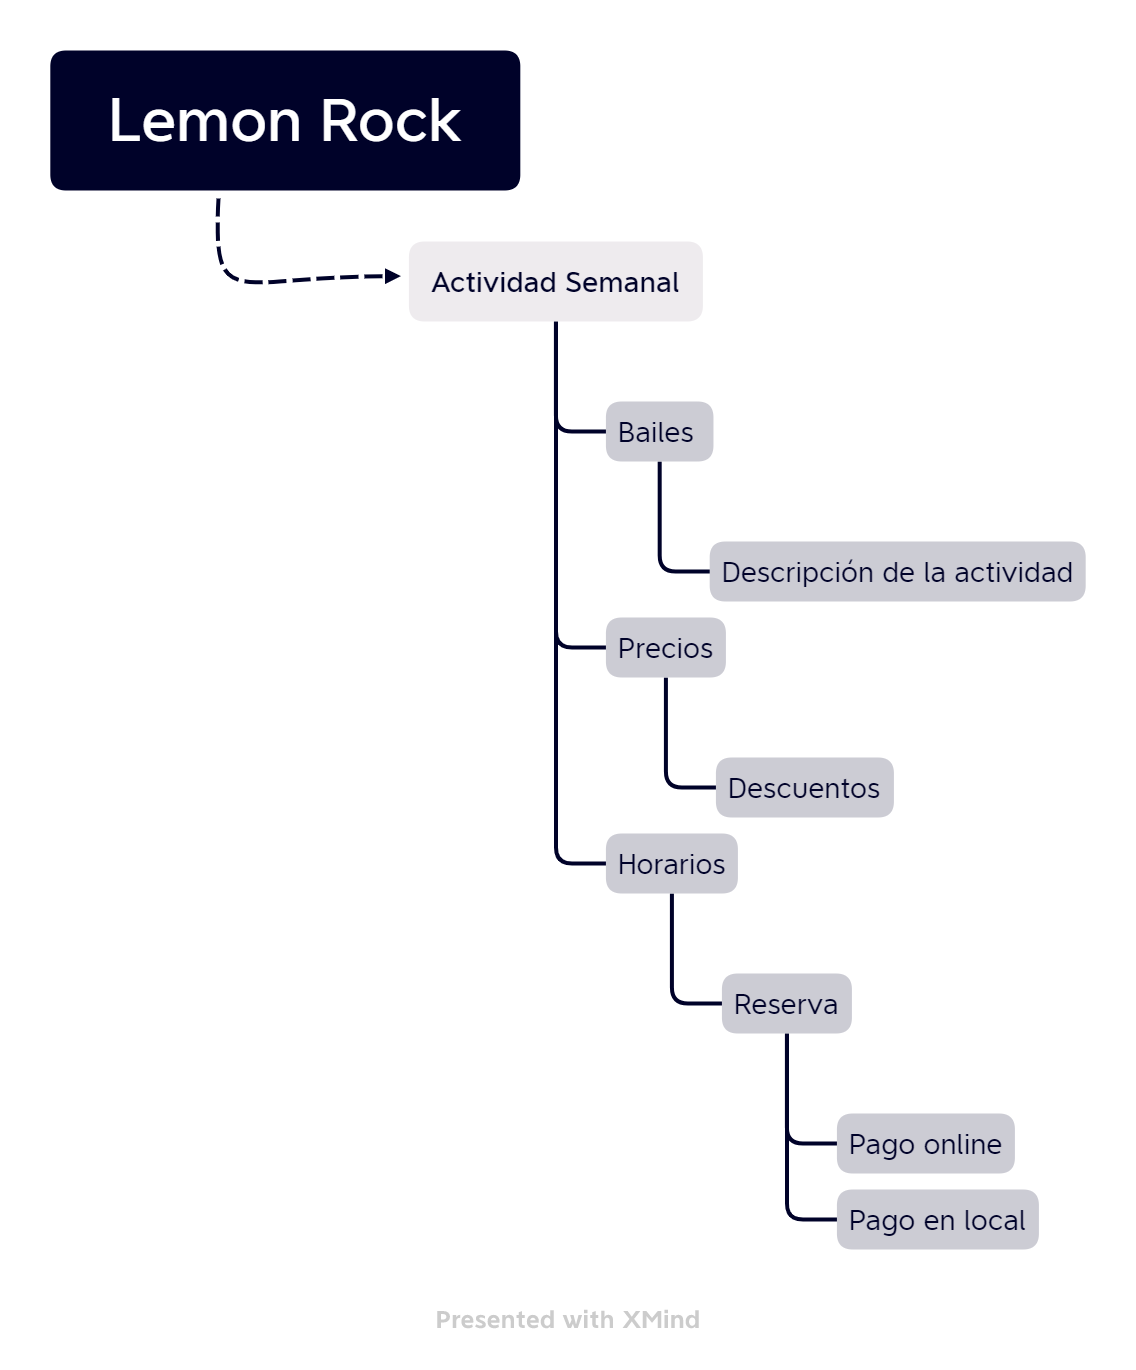 Lemon Rock
Actividad Semanal
Bailes
Descripción de la actividad
Precios
Descuentos
Horarios
Reserva
Pago online
Pago en local
Presented with XMind